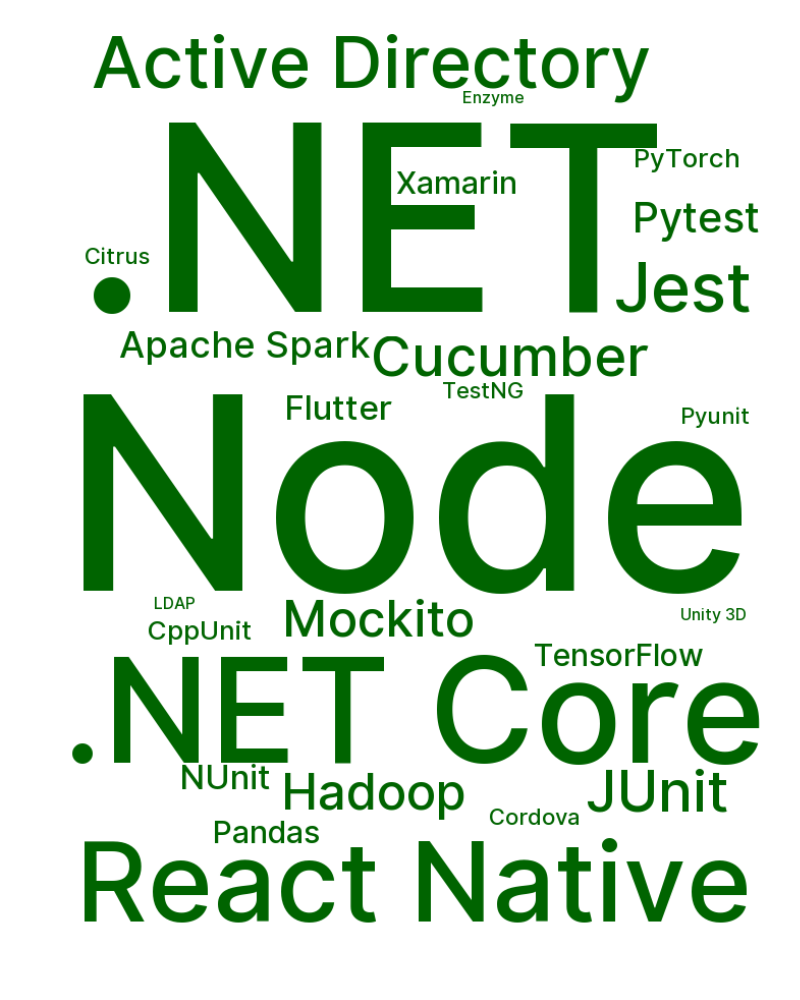 Active Directory
Enzyme
.NET
PyTorch
Xamarin
Pytest
Citrus
Jest
Apache Spark
Cucumber
TestNG
Flutter
Pyunit
Node
LDAP
Mockito
Unity 3D
CppUnit
TensorFlow
.NET Core
NUnit
Hadoop
JUnit
Cordova
Pandas
React Native